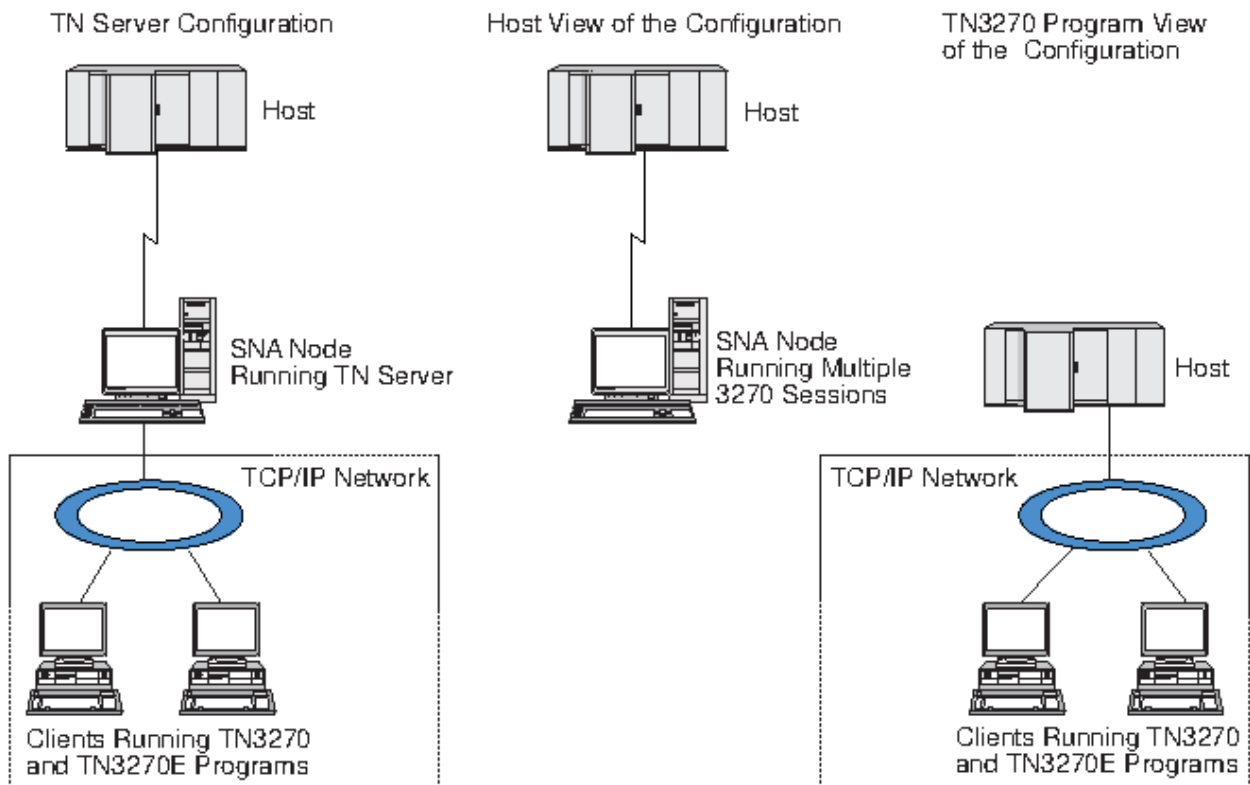 TN Server Configuration
Host
SNA Node
Running TN Server
TCP/IP Network
Clients Running TN3270
and TN3270E Programs
Host View of the Configuration
Host
SNA Node
Running Multiple
3270 Sessions
TN3270 Program View
of the Configuration
Host
TCP/IP Network
Clients Running TN3270
and TN3270E Programs